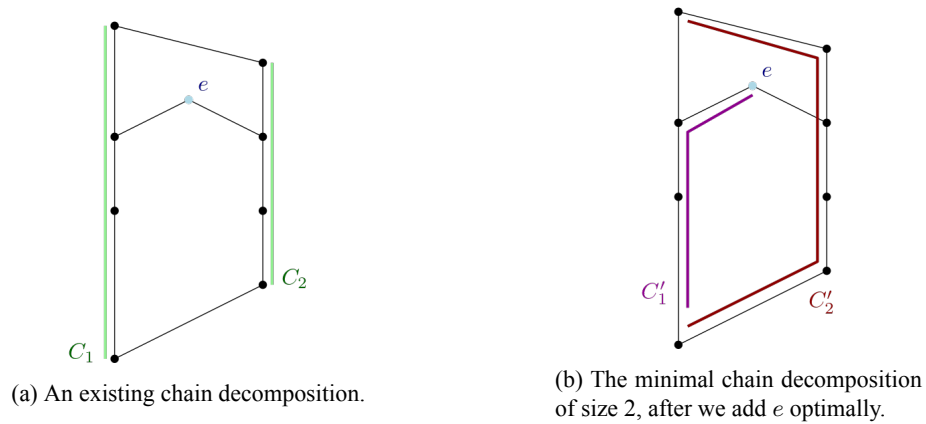 e
C₁
C₂
(a) An existing chain decomposition.
e
C′₁
C′₂
(b) The minimal chain decomposition
of size 2, after we add e optimally.